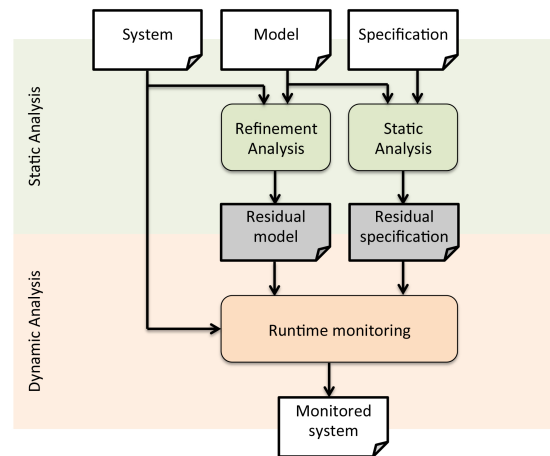 System
Model
Specification
Static Analysis
Refinement
Analysis
Static
Analysis
Residual
model
Residual
specification
Dynamic Analysis
Runtime monitoring
Monitored
system